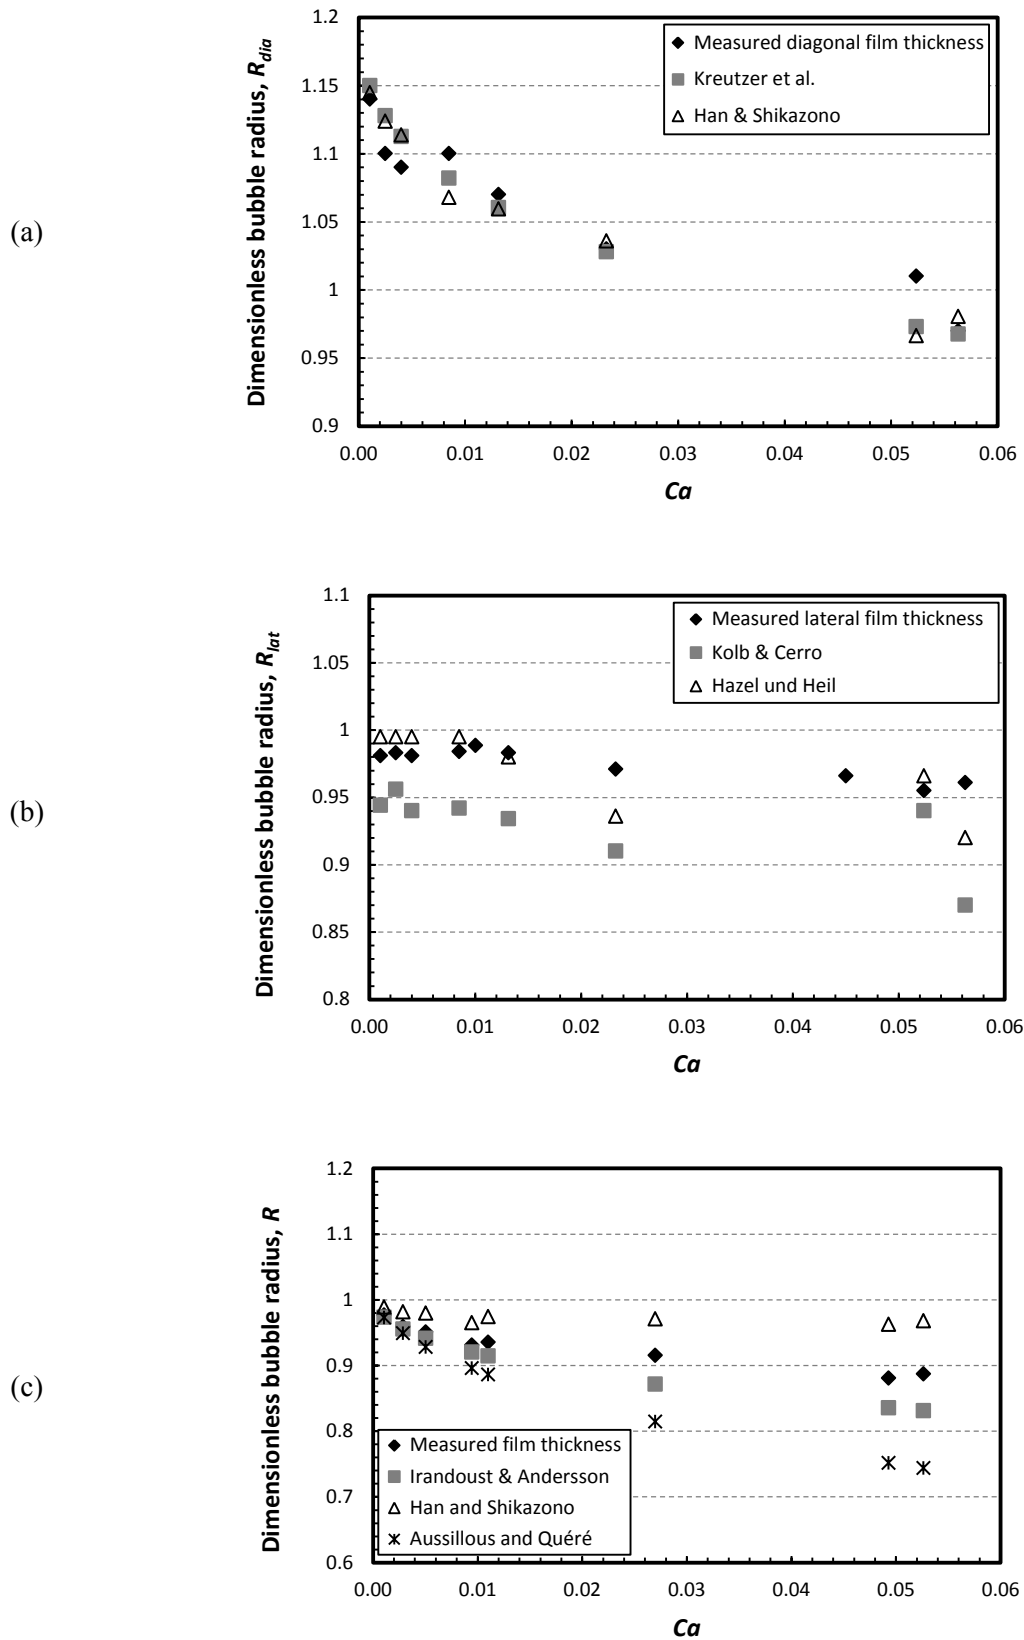 (a)
Dimensionless bubble radius, R_dia
1.2
1.15
1.1
1.05
1
0.95
0.9
Measured diagonal film thickness
Kreutzer et al.
Han & Shikazono
0.00 0.01 0.02 0.03 0.04 0.05 0.06
Ca
(b)
Dimensionless bubble radius, R_lat
1.1
1.05
1
0.95
0.9
0.85
0.8
Measured lateral film thickness
Kolb & Cerro
Hazel und Heil
0.00 0.01 0.02 0.03 0.04 0.05 0.06
Ca
(c)
Dimensionless bubble radius, R
1.2
1.1
1
0.9
0.8
0.7
0.6
Measured film thickness
Irandoust & Andersson
Han and Shikazono
Aussillous and Quéré
0.00 0.01 0.02 0.03 0.04 0.05 0.06
Ca